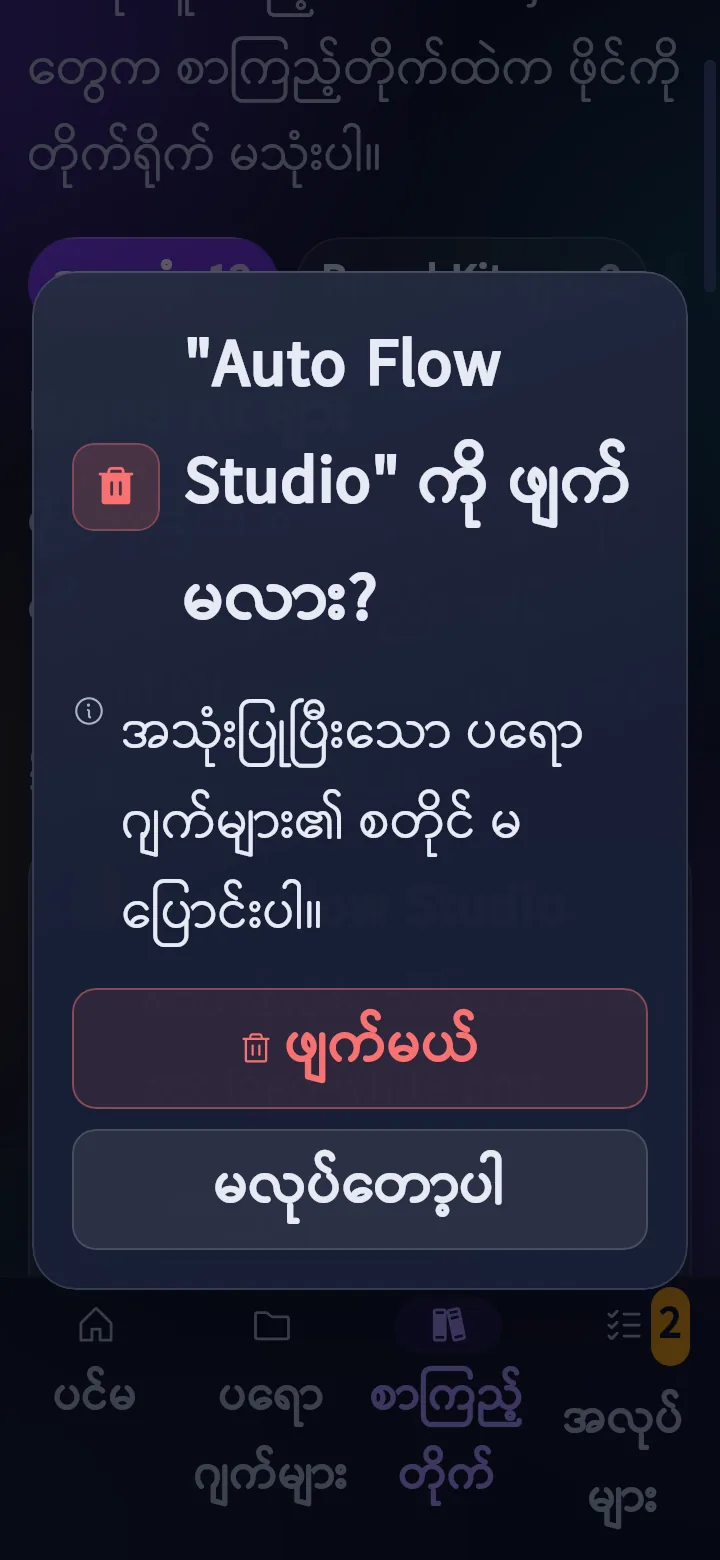 တွေက စာကြည့်တိုက်ထဲက ဖိုင်ကို
တိုက်ရိုက် မသုံးပါ။
"Auto Flow
Studio" ကို ဖျက်
မလား?
အသုံးပြုပြီးသော ပရော
ဂျက်များ၏ စတိုင် မ
ပြောင်းပါ။
ဖျက်မယ်
မလုပ်တော့ပါ
2
ပင်မ
ပရော
ဂျက်များ
စာကြည့်
တိုက်
အလုပ်
များ